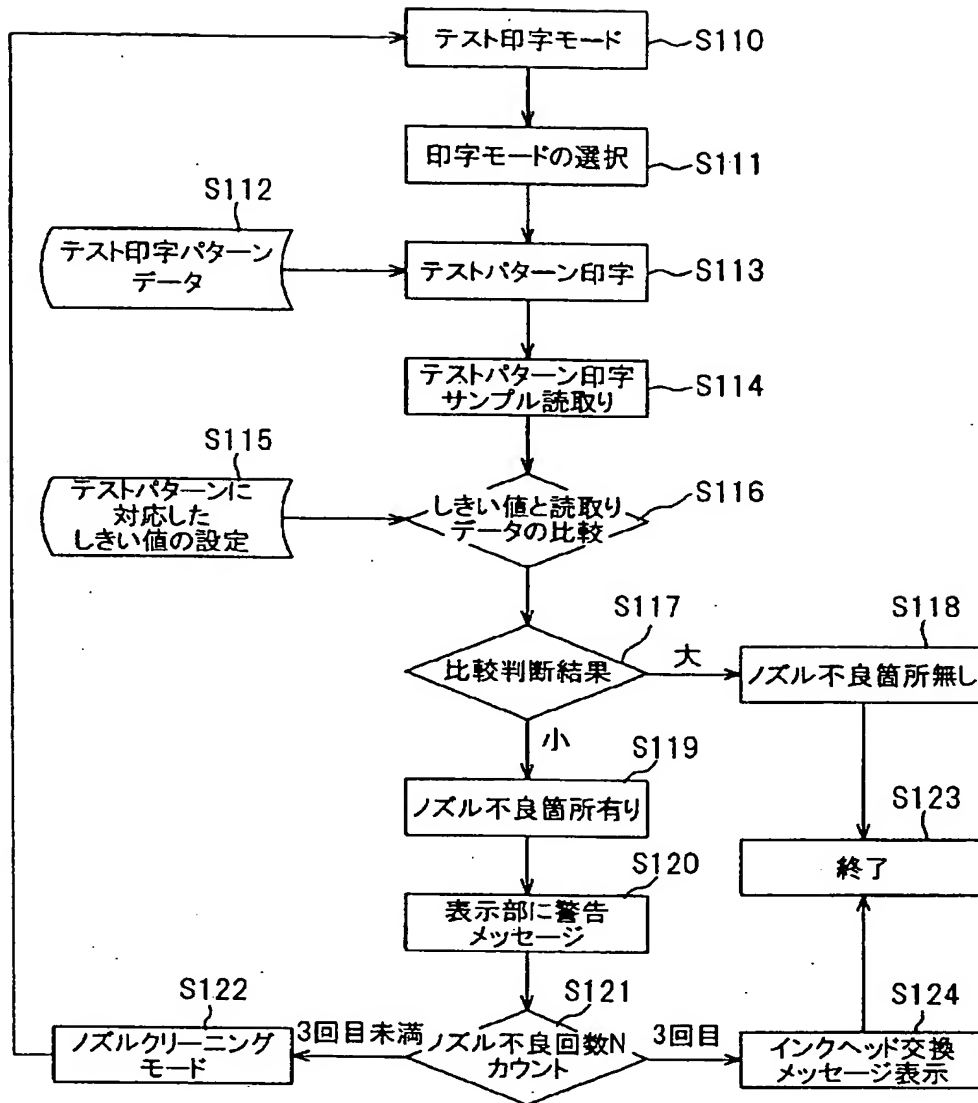 テスト印字モード
S110
印字モードの選択
S111
S112
テスト印字パターン
データ
テストパターン印字
S113
テストパターン印字
サンプル読取り
S114
S115
テストパターンに
対応した
しきい値の設定
しきい値と読取り
データの比較
S116
S117
比較判断結果
大
S118
ノズル不良箇所無し
小
S119
ノズル不良箇所有り
S123
終了
S120
表示部に警告
メッセージ
S121
ノズル不良回数N
カウント
3回目未満
S122
ノズルクリーニング
モード
3回目
S124
インクヘッド交換
メッセージ表示